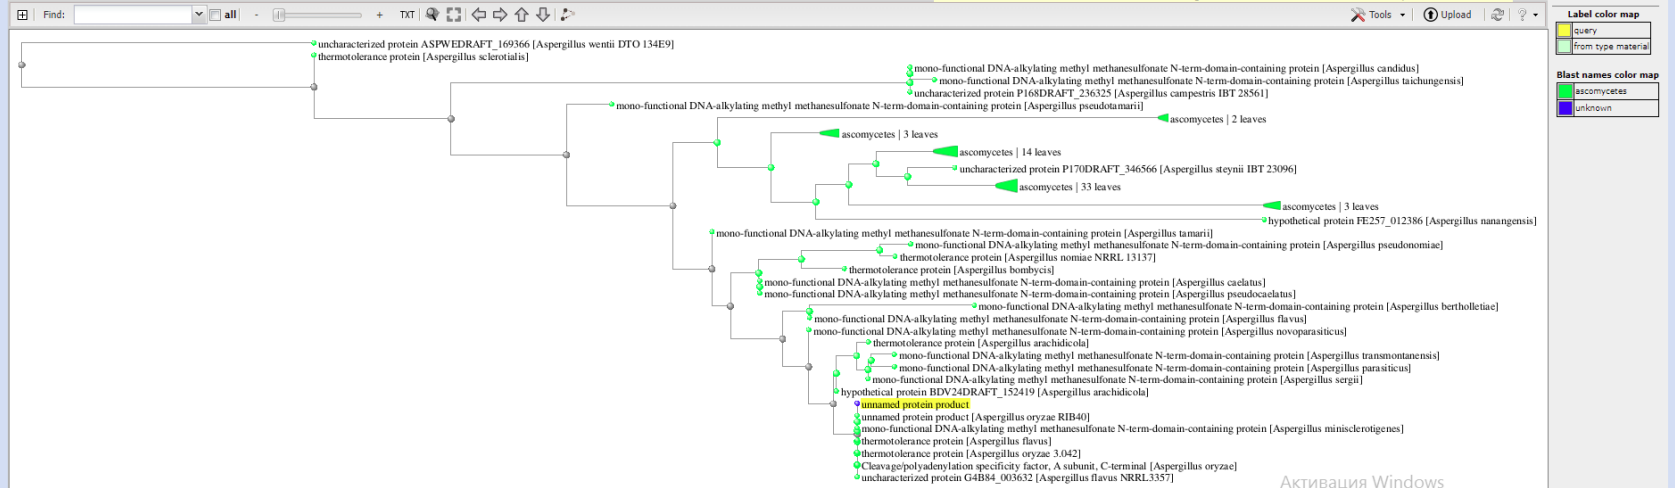 Find:
all
-
+
TXT
Tools
Upload
?
Label color map
query
from type material
Blast names color map
ascomycetes
unknown
uncharacterized protein ASPWEDRAFT_169366 [Aspergillus wentii DTO 134E9]
thermotolerance protein [Aspergillus sclerotialis]
mono-functional DNA-alkylating methyl methanesulfonate N-term-domain-containing protein [Aspergillus candidus]
mono-functional DNA-alkylating methyl methanesulfonate N-term-domain-containing protein [Aspergillus taichungensis]
uncharacterized protein P168DRAFT_236325 [Aspergillus campestris IBT 28561]
mono-functional DNA-alkylating methyl methanesulfonate N-term-domain-containing protein [Aspergillus pseudotamarii]
ascomycetes | 2 leaves
ascomycetes | 3 leaves
ascomycetes | 14 leaves
uncharacterized protein P170DRAFT_346566 [Aspergillus steynii IBT 23096]
ascomycetes | 33 leaves
ascomycetes | 3 leaves
hypothetical protein FE257_012386 [Aspergillus nanangensis]
mono-functional DNA-alkylating methyl methanesulfonate N-term-domain-containing protein [Aspergillus tamarii]
mono-functional DNA-alkylating methyl methanesulfonate N-term-domain-containing protein [Aspergillus pseudonomiae]
thermotolerance protein [Aspergillus nomiae NRRL 13137]
thermotolerance protein [Aspergillus bombycis]
mono-functional DNA-alkylating methyl methanesulfonate N-term-domain-containing protein [Aspergillus caelatus]
mono-functional DNA-alkylating methyl methanesulfonate N-term-domain-containing protein [Aspergillus pseudocaelatus]
mono-functional DNA-alkylating methyl methanesulfonate N-term-domain-containing protein [Aspergillus bertholletiae]
mono-functional DNA-alkylating methyl methanesulfonate N-term-domain-containing protein [Aspergillus flavus]
mono-functional DNA-alkylating methyl methanesulfonate N-term-domain-containing protein [Aspergillus novoparasiticus]
thermotolerance protein [Aspergillus arachidicola]
mono-functional DNA-alkylating methyl methanesulfonate N-term-domain-containing protein [Aspergillus transmontanensis]
mono-functional DNA-alkylating methyl methanesulfonate N-term-domain-containing protein [Aspergillus parasiticus]
mono-functional DNA-alkylating methyl methanesulfonate N-term-domain-containing protein [Aspergillus sergii]
hypothetical protein BDV24DRAFT_152419 [Aspergillus arachidicola]
unnamed protein product
unnamed protein product [Aspergillus oryzae RIB40]
mono-functional DNA-alkylating methyl methanesulfonate N-term-domain-containing protein [Aspergillus minisclerotigenes]
thermotolerance protein [Aspergillus flavus]
thermotolerance protein [Aspergillus oryzae 3.042]
Cleavage/polyadenylation specificity factor, A subunit, C-terminal [Aspergillus oryzae]
uncharacterized protein G4B84_003632 [Aspergillus flavus NRRL3357]
Активация Windows